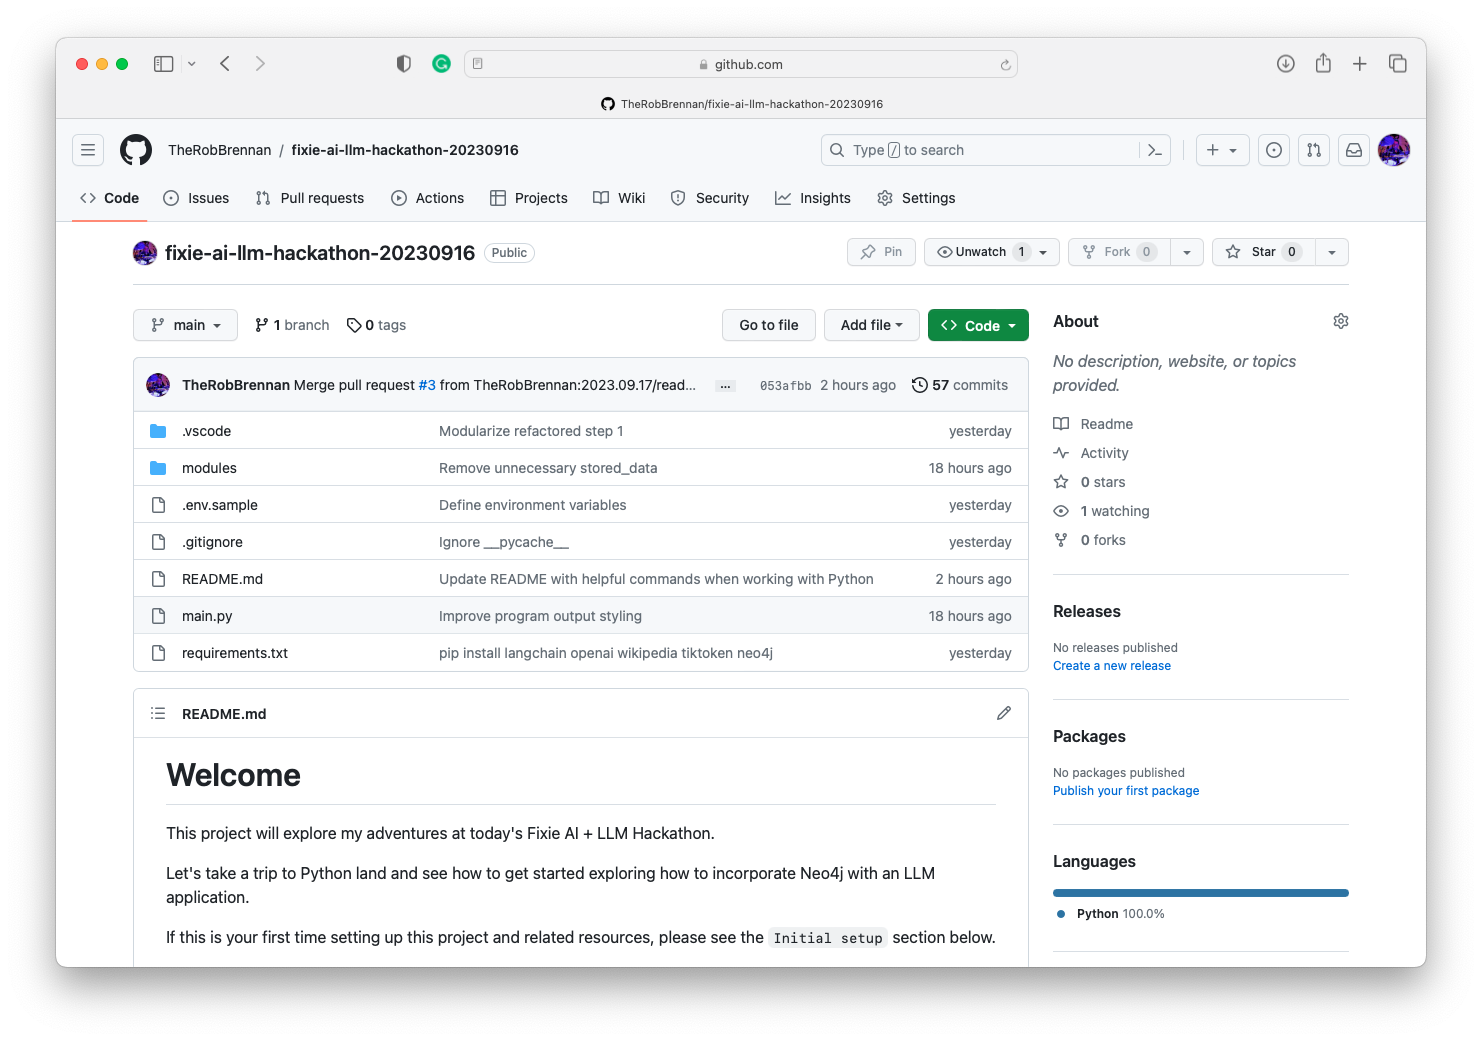 github.com
TheRobBrennan/fixie-ai-llm-hackathon-20230916
TheRobBrennan / fixie-ai-llm-hackathon-20230916
Type / to search
Code Issues Pull requests Actions Projects Wiki Security Insights Settings
fixie-ai-llm-hackathon-20230916 Public
Pin Unwatch 1 Fork 0 Star 0
main 1 branch 0 tags Go to file Add file Code
TheRobBrennan Merge pull request #3 from TheRobBrennan:2023.09.17/read... ... 053afbb 2 hours ago 57 commits
.vscode Modularize refactored step 1 yesterday
modules Remove unnecessary stored_data 18 hours ago
.env.sample Define environment variables yesterday
.gitignore Ignore __pycache__ yesterday
README.md Update README with helpful commands when working with Python 2 hours ago
main.py Improve program output styling 18 hours ago
requirements.txt pip install langchain openai wikipedia tiktoken neo4j yesterday
README.md
Welcome
This project will explore my adventures at today's Fixie AI + LLM Hackathon.
Let's take a trip to Python land and see how to get started exploring how to incorporate Neo4j with an LLM
application.
If this is your first time setting up this project and related resources, please see the Initial setup section below.
About
No description, website, or topics
provided.
Readme
Activity
0 stars
1 watching
0 forks
Releases
No releases published
Create a new release
Packages
No packages published
Publish your first package
Languages
Python 100.0%